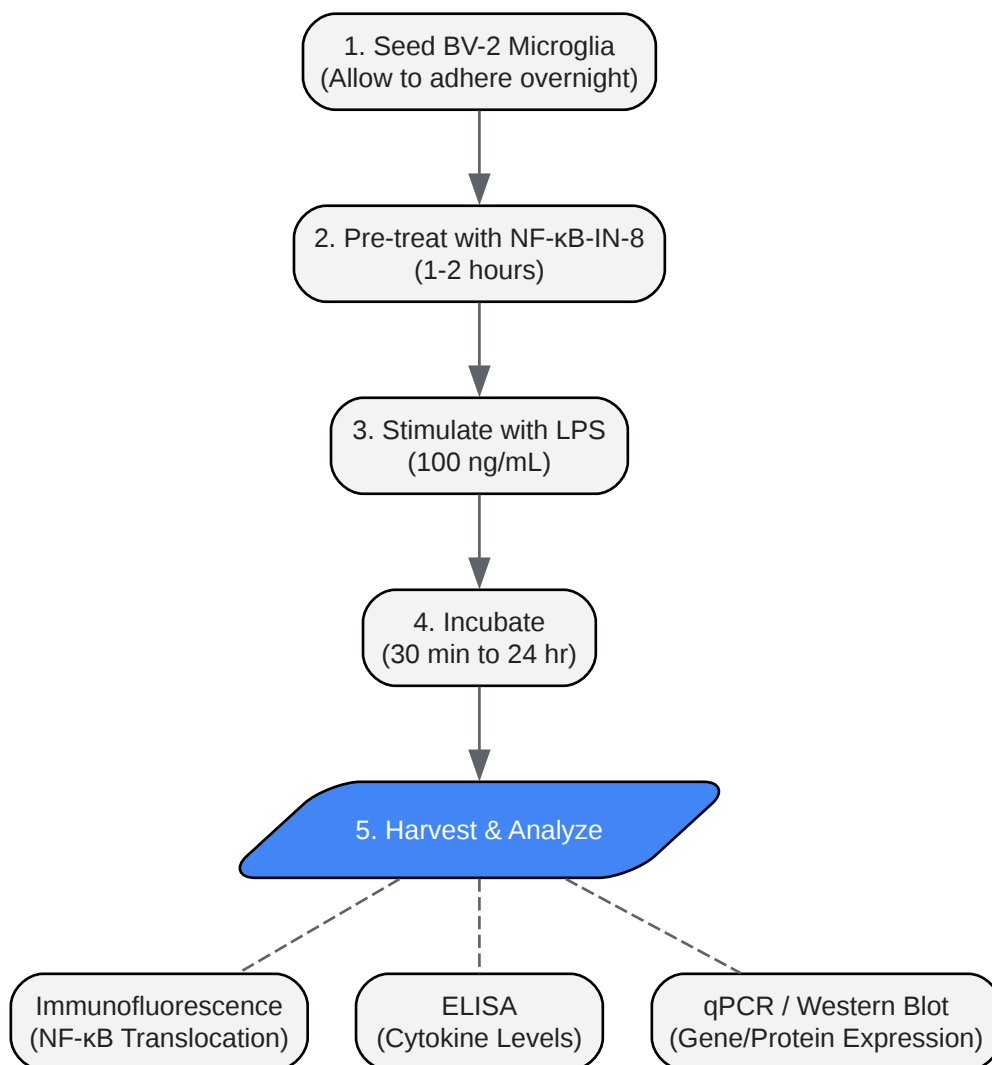 1. Seed BV-2 Microglia
(Allow to adhere overnight)
2. Pre-treat with NF-κB-IN-8
(1-2 hours)
3. Stimulate with LPS
(100 ng/mL)
4. Incubate
(30 min to 24 hr)
5. Harvest & Analyze
Immunofluorescence
(NF-κB Translocation)
ELISA
(Cytokine Levels)
qPCR / Western Blot
(Gene/Protein Expression)